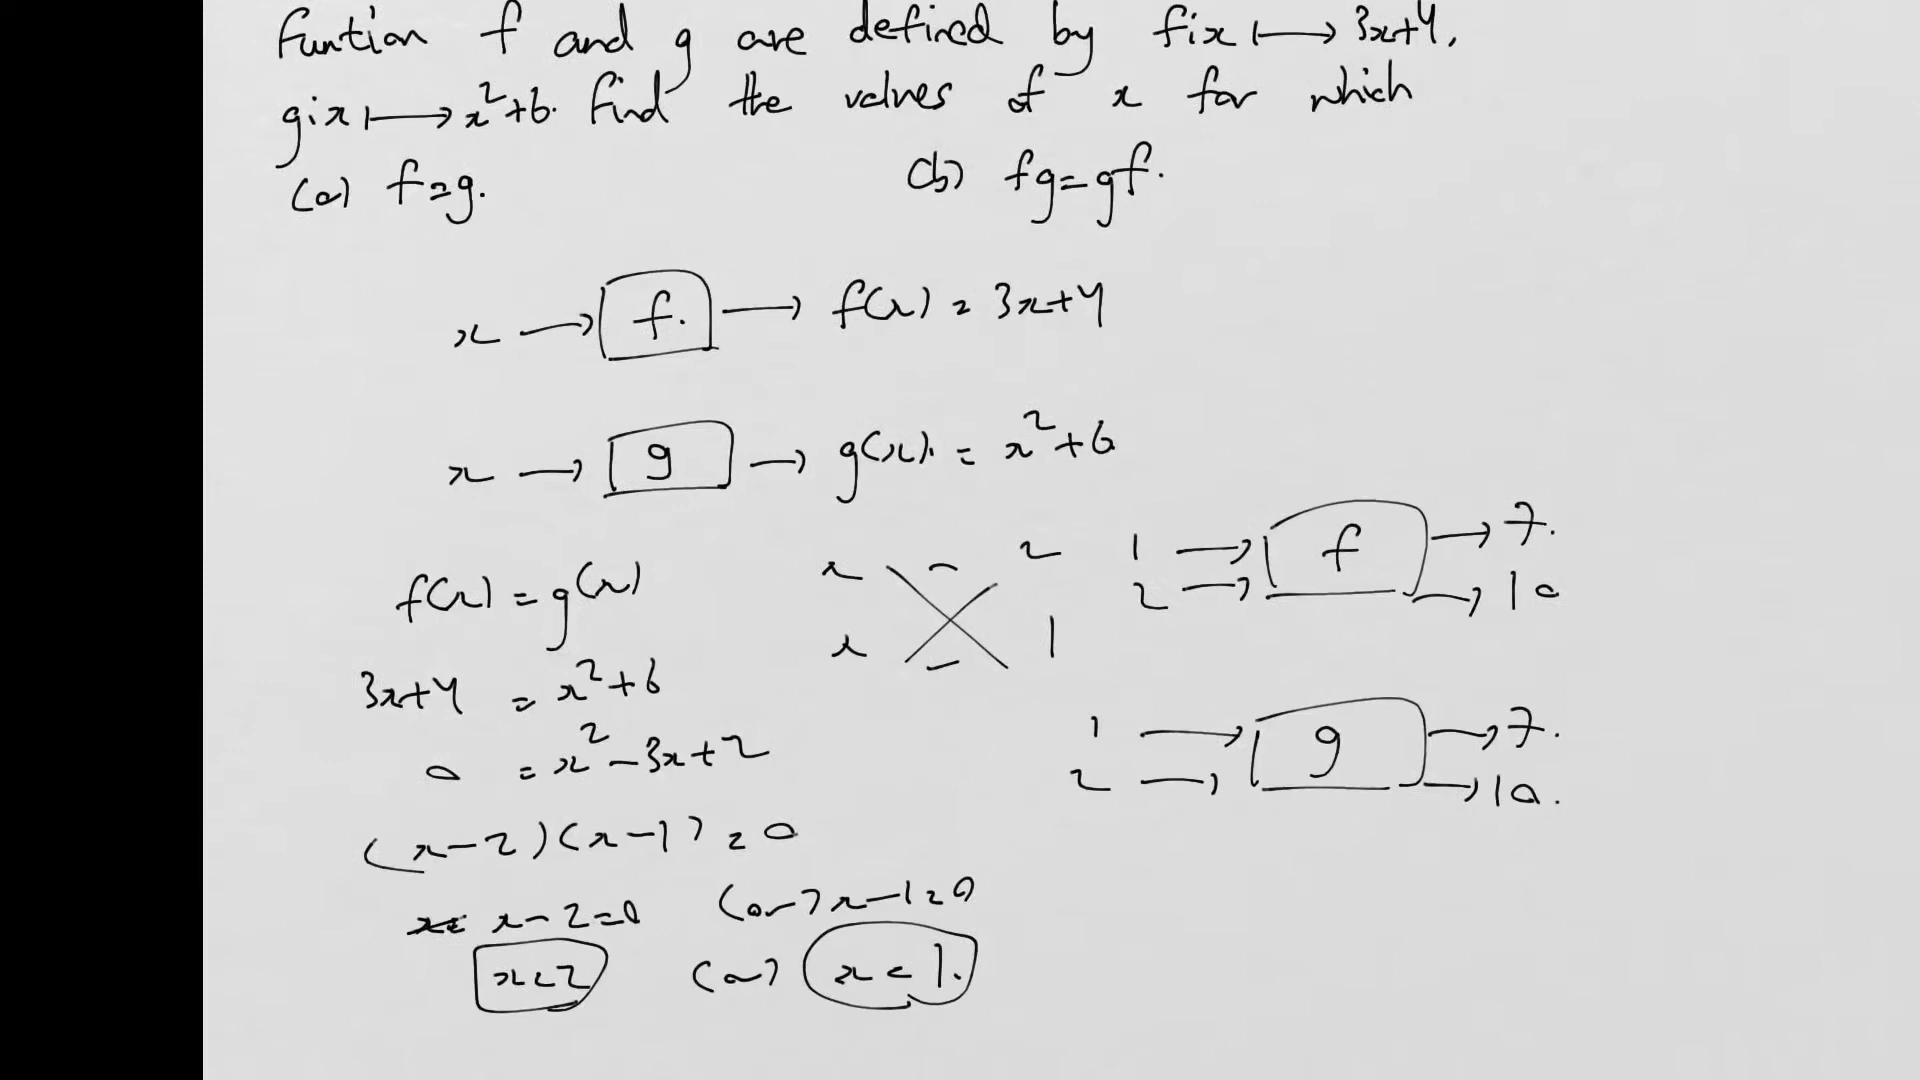 Funtion f and g are defined by f:x ↦ 3x+4,
g:x ↦ x²+6. Find the values of x for which
(a) f=g. (b) fg=gf.
x → f. → f(x) = 3x+4
x → g → g(x) = x²+6
f(x) = g(x)
3x+4 = x²+6
0 = x²-3x+2
(x-2)(x-1) = 0
x-2=0 (or) x-1=0
x=2 (or) x=1.
x - 2
x - 1
1 → f → 7.
2 → → 10
1 → g → 7.
2 → → 10.